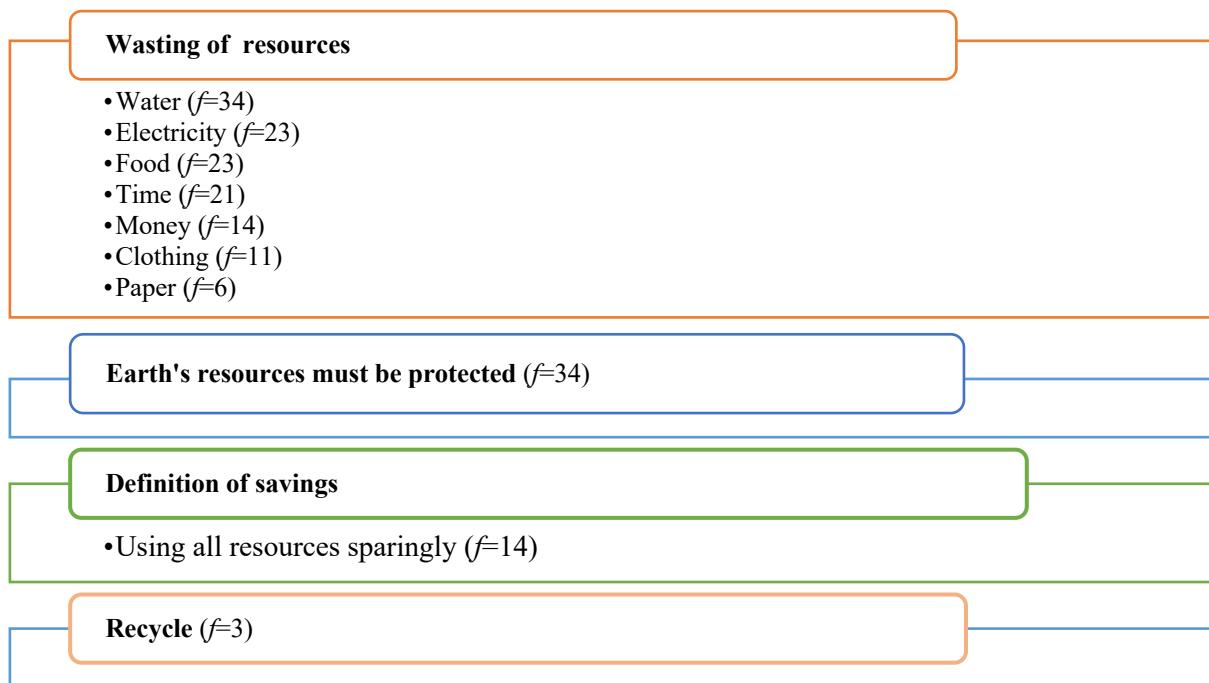 Wasting of resources
•Water (f=34)
•Electricity (f=23)
•Food (f=23)
•Time (f=21)
•Money (f=14)
•Clothing (f=11)
•Paper (f=6)
Earth's resources must be protected (f=34)
Definition of savings
•Using all resources sparingly (f=14)
Recycle (f=3)